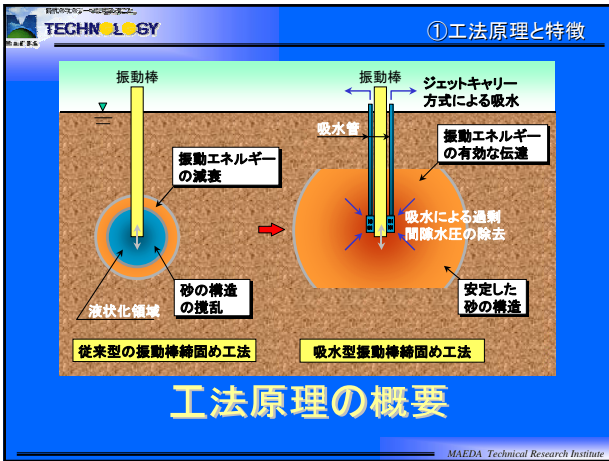 TECHNOLOGY
①工法原理と特徴
振動棒
振動棒
ジェットキャリー
方式による吸水
吸水管
振動エネルギー
の減衰
振動エネルギー
の有効な伝達
吸水による過剰
間隙水圧の除去
液状化領域
砂の構造
の撹乱
安定した
砂の構造
従来型の振動棒締固め工法
吸水型振動棒締固め工法
工法原理の概要
MAEDA Technical Research Institute